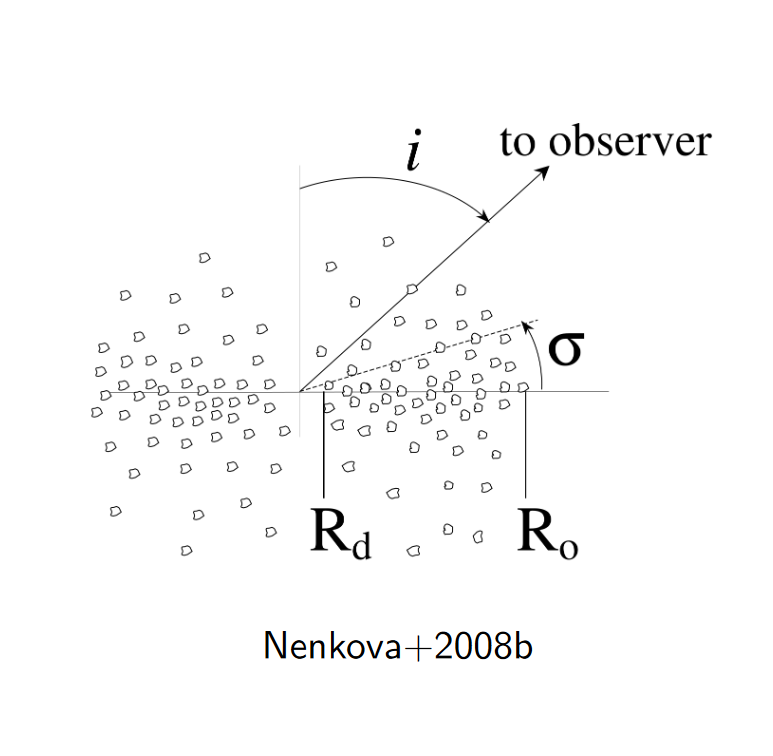 i
to observer
σ
R_d
R_o
Nenkova+2008b